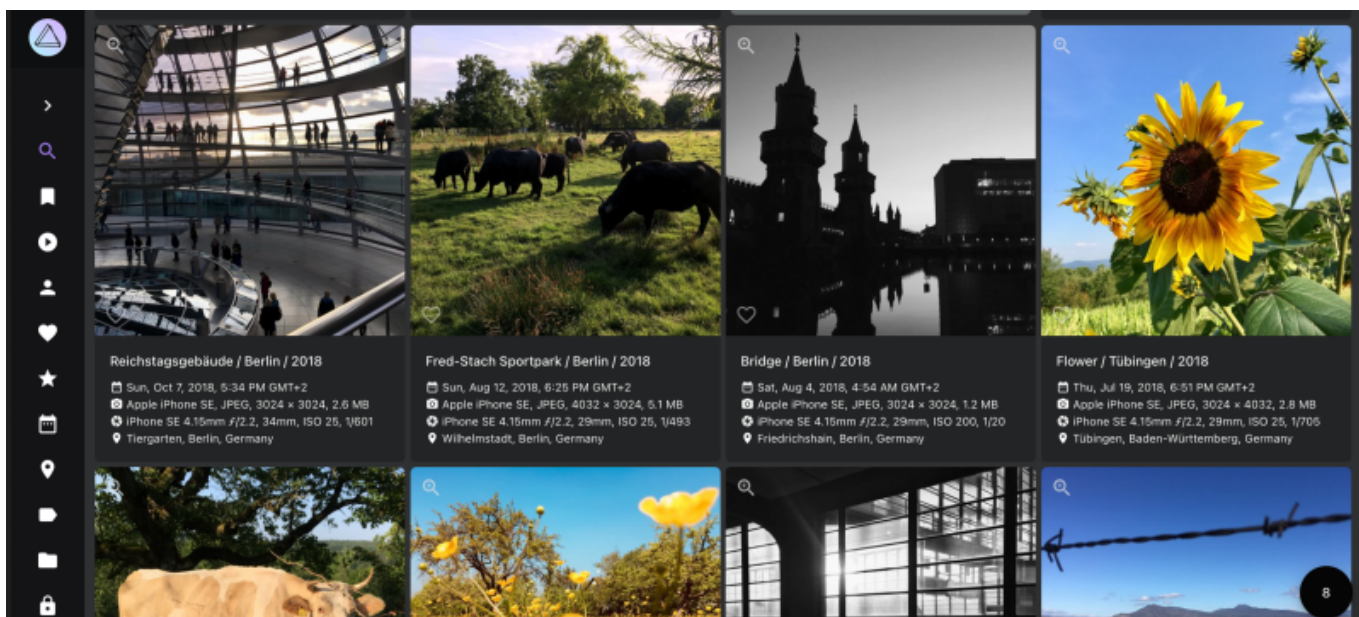 Reichstagsgebäude / Berlin / 2018
Sun, Oct 7, 2018, 5:34 PM GMT+2
Apple iPhone SE, JPEG, 3024 × 3024, 2.6 MB
iPhone SE 4.15mm ƒ/2.2, 34mm, ISO 25, 1/601
Tiergarten, Berlin, Germany
Fred-Stach Sportpark / Berlin / 2018
Sun, Aug 12, 2018, 6:25 PM GMT+2
Apple iPhone SE, JPEG, 4032 × 3024, 5.1 MB
iPhone SE 4.15mm ƒ/2.2, 29mm, ISO 25, 1/493
Wilhelmstadt, Berlin, Germany
Bridge / Berlin / 2018
Sat, Aug 4, 2018, 4:54 AM GMT+2
Apple iPhone SE, JPEG, 3024 × 3024, 1.2 MB
iPhone SE 4.15mm ƒ/2.2, 29mm, ISO 200, 1/20
Friedrichshain, Berlin, Germany
Flower / Tübingen / 2018
Thu, Jul 19, 2018, 6:51 PM GMT+2
Apple iPhone SE, JPEG, 3024 × 4032, 2.8 MB
iPhone SE 4.15mm ƒ/2.2, 29mm, ISO 25, 1/705
Tübingen, Baden-Württemberg, Germany
8